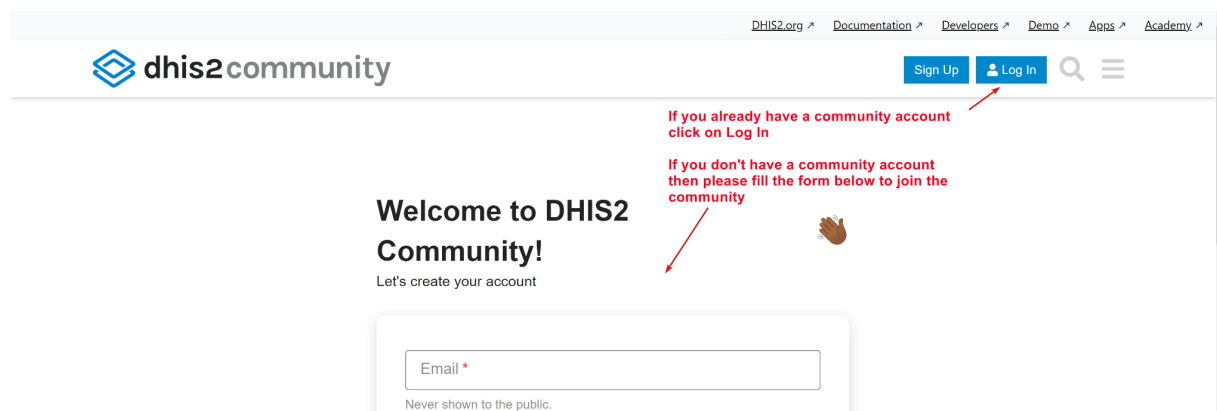 DHIS2.org ↗ Documentation ↗ Developers ↗ Demo ↗ Apps ↗ Academy ↗
dhis2 community
Sign Up Log In
If you already have a community account
click on Log In
If you don't have a community account
then please fill the form below to join the
community
Welcome to DHIS2
Community!
Let's create your account
Email *
Never shown to the public.